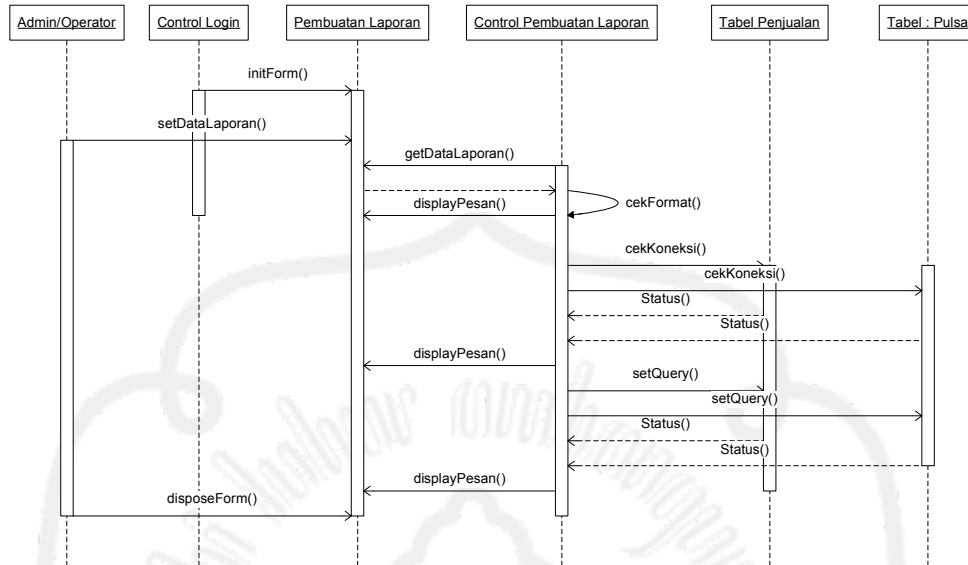 Admin/Operator
Control Login
Pembuatan Laporan
Control Pembuatan Laporan
Tabel Penjualan
Tabel : Pulsa
initForm()
setDataLaporan()
getDataLaporan()
displayPesan()
cekFormat()
cekKoneksi()
cekKoneksi()
Status()
Status()
displayPesan()
setQuery()
setQuery()
Status()
Status()
displayPesan()
disposeForm()